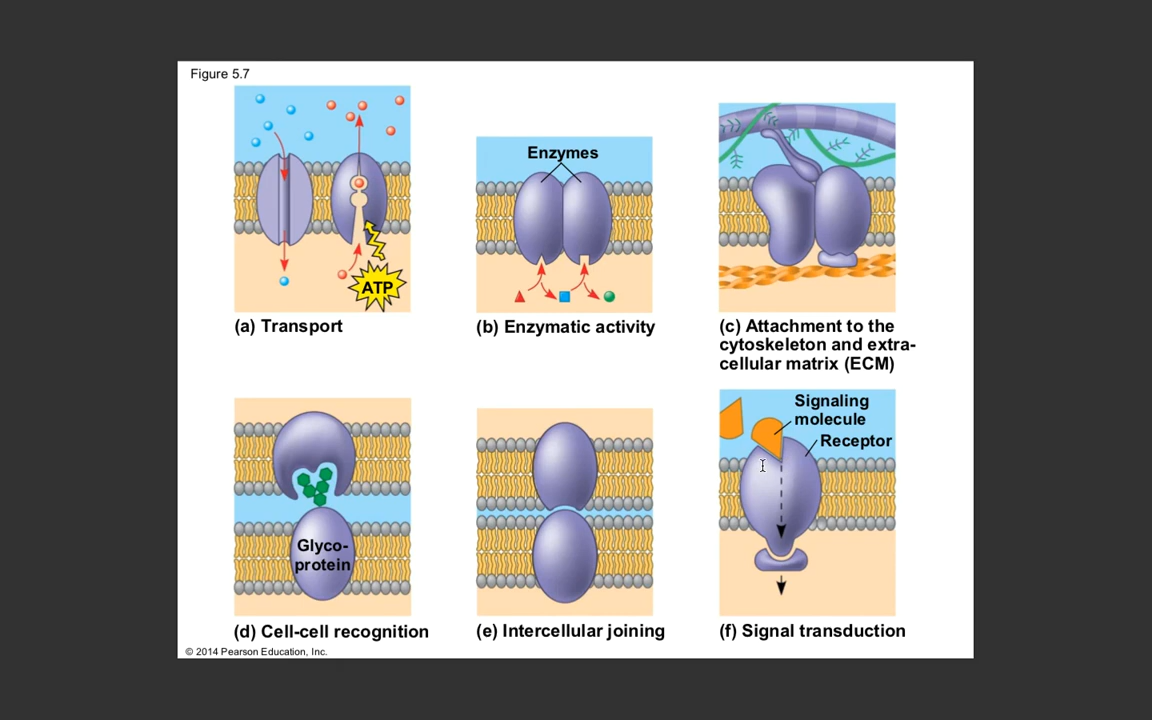 Figure 5.7
ATP
(a) Transport
Enzymes
(b) Enzymatic activity
(c) Attachment to the
cytoskeleton and extra-
cellular matrix (ECM)
Glyco-
protein
(d) Cell-cell recognition
(e) Intercellular joining
Signaling
molecule
Receptor
(f) Signal transduction
© 2014 Pearson Education, Inc.